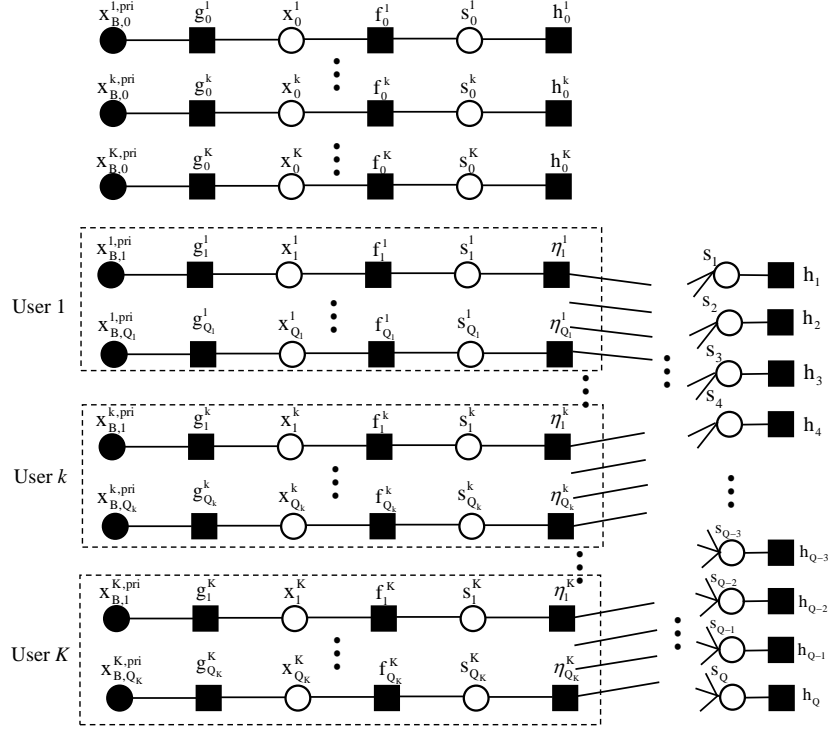 x_{B,0}^{1,pri} g_0^1 x_0^1 f_0^1 s_0^1 h_0^1
x_{B,0}^{k,pri} g_0^k x_0^k f_0^k s_0^k h_0^k
x_{B,0}^{K,pri} g_0^K x_0^K f_0^K s_0^K h_0^K
User 1
x_{B,1}^{1,pri} g_1^1 x_1^1 f_1^1 s_1^1 η_1^1
x_{B,Q_1}^{1,pri} g_{Q_1}^1 x_{Q_1}^1 f_{Q_1}^1 s_{Q_1}^1 η_{Q_1}^1
User k
x_{B,1}^{k,pri} g_1^k x_1^k f_1^k s_1^k η_1^k
x_{B,Q_k}^{k,pri} g_{Q_k}^k x_{Q_k}^k f_{Q_k}^k s_{Q_k}^k η_{Q_k}^k
User K
x_{B,1}^{K,pri} g_1^K x_1^K f_1^K s_1^K η_1^K
x_{B,Q_K}^{K,pri} g_{Q_K}^K x_{Q_K}^K f_{Q_K}^K s_{Q_K}^K η_{Q_K}^K
s_1 h_1
s_2 h_2
s_3 h_3
s_4 h_4
s_{Q-3} h_{Q-3}
s_{Q-2} h_{Q-2}
s_{Q-1} h_{Q-1}
s_Q h_Q